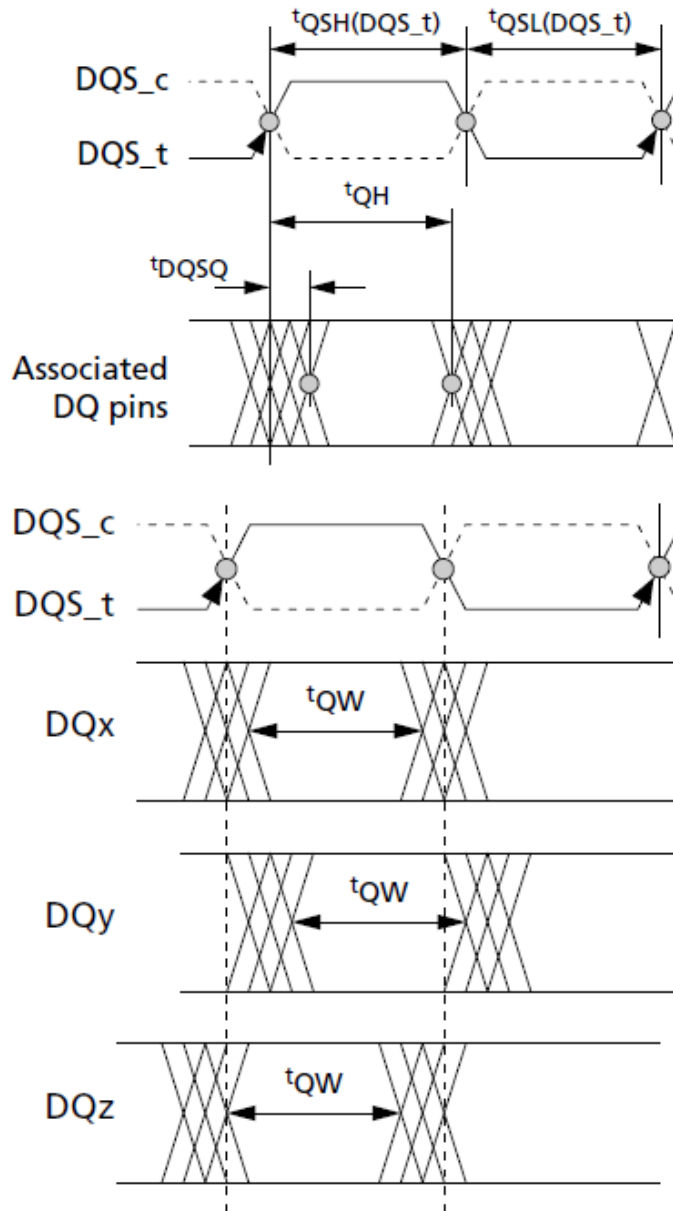 tQSH(DQS_t) tQSL(DQS_t)
DQS_c
DQS_t
tQH
tDQSQ
Associated
DQ pins
DQS_c
DQS_t
DQx
tQW
DQy
tQW
DQz
tQW